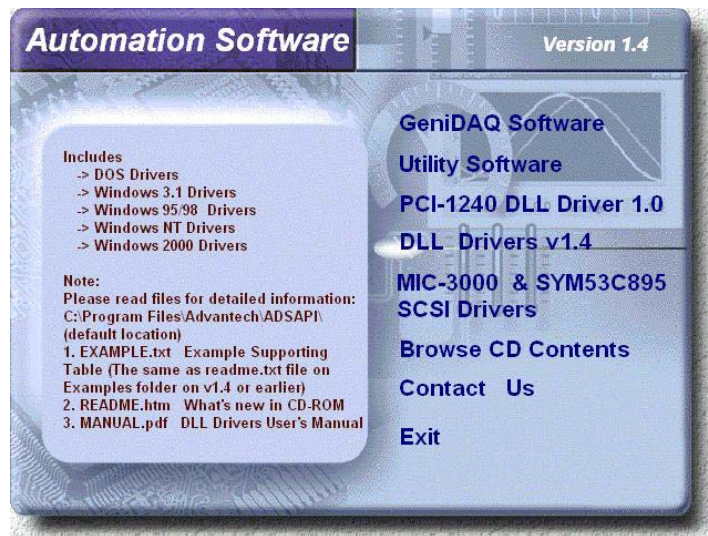 Automation Software
Version 1.4
Includes
-> DOS Drivers
-> Windows 3.1 Drivers
-> Windows 95/98 Drivers
-> Windows NT Drivers
-> Windows 2000 Drivers
Note:
Please read files for detailed information:
C:\Program Files\Advantech\ADSAPI\
(default location)
1. EXAMPLE.txt Example Supporting
Table (The same as readme.txt file on
Examples folder on v1.4 or earlier)
2. README.htm What's new in CD-ROM
3. MANUAL.pdf DLL Drivers User's Manual
GeniDAQ Software
Utility Software
PCI-1240 DLL Driver 1.0
DLL Drivers v1.4
MIC-3000 & SYM53C895
SCSI Drivers
Browse CD Contents
Contact Us
Exit